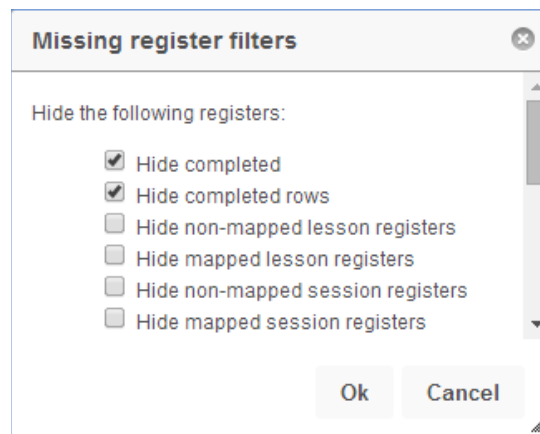 Missing register filters
Hide the following registers:
Hide completed
Hide completed rows
Hide non-mapped lesson registers
Hide mapped lesson registers
Hide non-mapped session registers
Hide mapped session registers
Ok Cancel